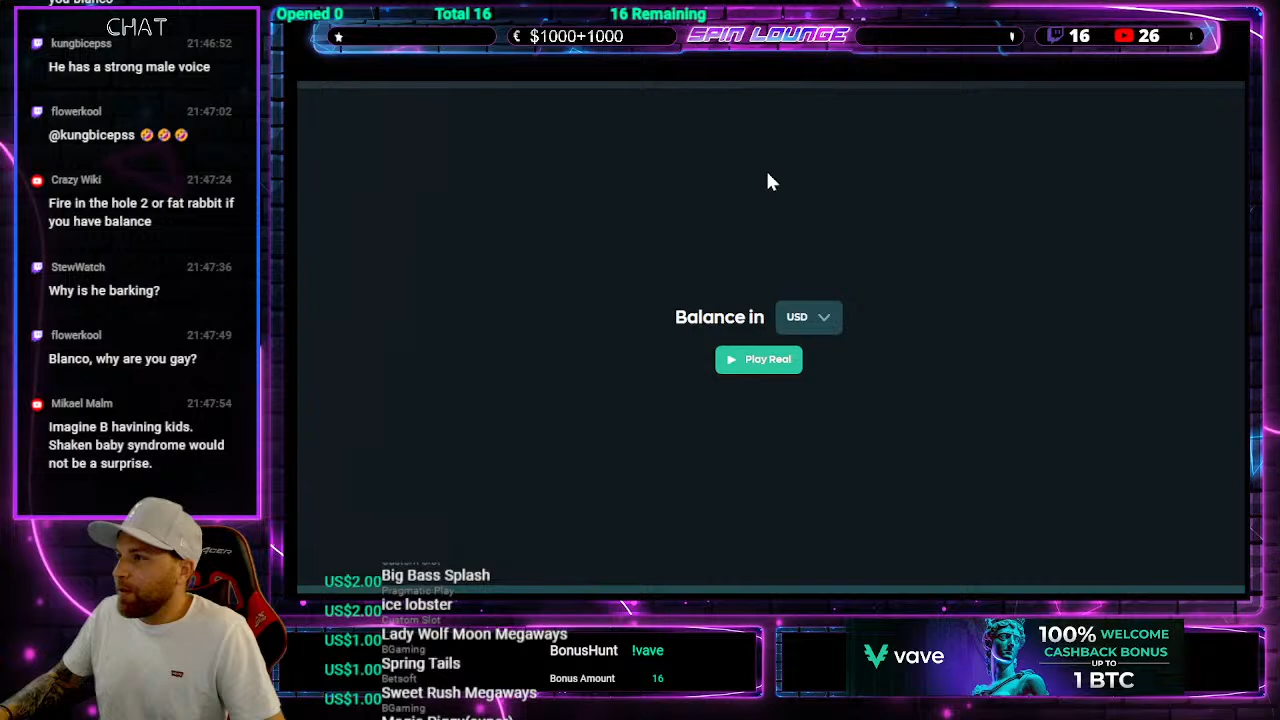 you blanco
CHAT
kungbicepss 21:46:52
He has a strong male voice
flowerkool 21:47:02
@kungbicepss 🤣🤣🤣
Crazy Wiki 21:47:24
Fire in the hole 2 or fat rabbit if
you have balance
StewWatch 21:47:36
Why is he barking?
flowerkool 21:47:49
Blanco, why are you gay?
Mikael Malm 21:47:54
Imagine B havining kids.
Shaken baby syndrome would
not be a surprise.
Opened 0 Total 16 16 Remaining
€ $1000+1000
SPIN LOUNGE
16 26
Balance in USD
Play Real
US$2.00 Big Bass Splash
Pragmatic Play
US$2.00 ice lobster
Custom Slot
US$1.00 Lady Wolf Moon Megaways
BGaming
US$1.00 Spring Tails
Betsoft
US$1.00 Sweet Rush Megaways
BGaming
BonusHunt !vave
Bonus Amount 16
vave
100% WELCOME
CASHBACK BONUS
UP TO
1 BTC